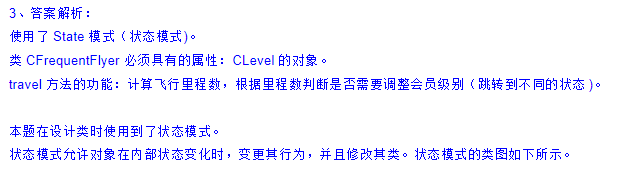 3、答案解析：
使用了 State 模式（状态模式)。
类 CFrequentFlyer 必须具有的属性：CLevel 的对象。
travel 方法的功能：计算飞行里程数，根据里程数判断是否需要调整会员级别（跳转到不同的状态 )。
本题在设计类时使用到了状态模式。
状态模式允许对象在内部状态变化时，变更其行为，并且修改其类。状态模式的类图如下所示。